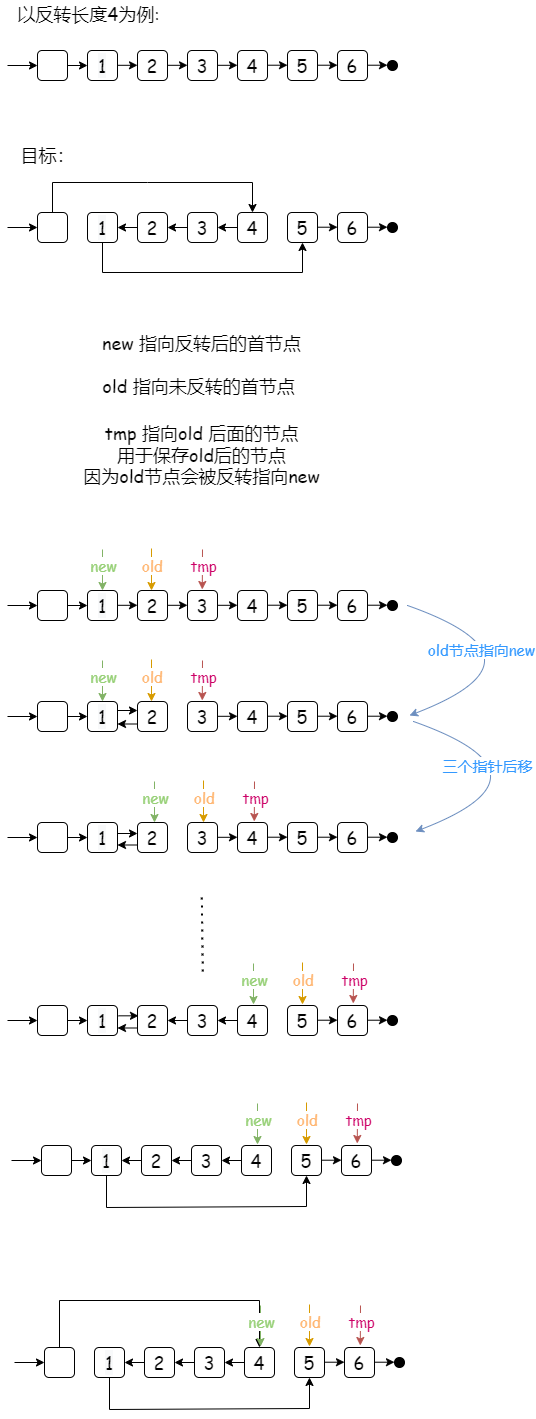 以反转长度4为例:
1 2 3 4 5 6
目标：
1 2 3 4 5 6
new 指向反转后的首节点
old 指向未反转的首节点
tmp 指向old 后面的节点
用于保存old后的节点
因为old节点会被反转指向new
new old tmp
1 2 3 4 5 6
old节点指向new
new old tmp
1 2 3 4 5 6
三个指针后移
new old tmp
1 2 3 4 5 6
new old tmp
1 2 3 4 5 6
new old tmp
1 2 3 4 5 6
new old tmp
1 2 3 4 5 6